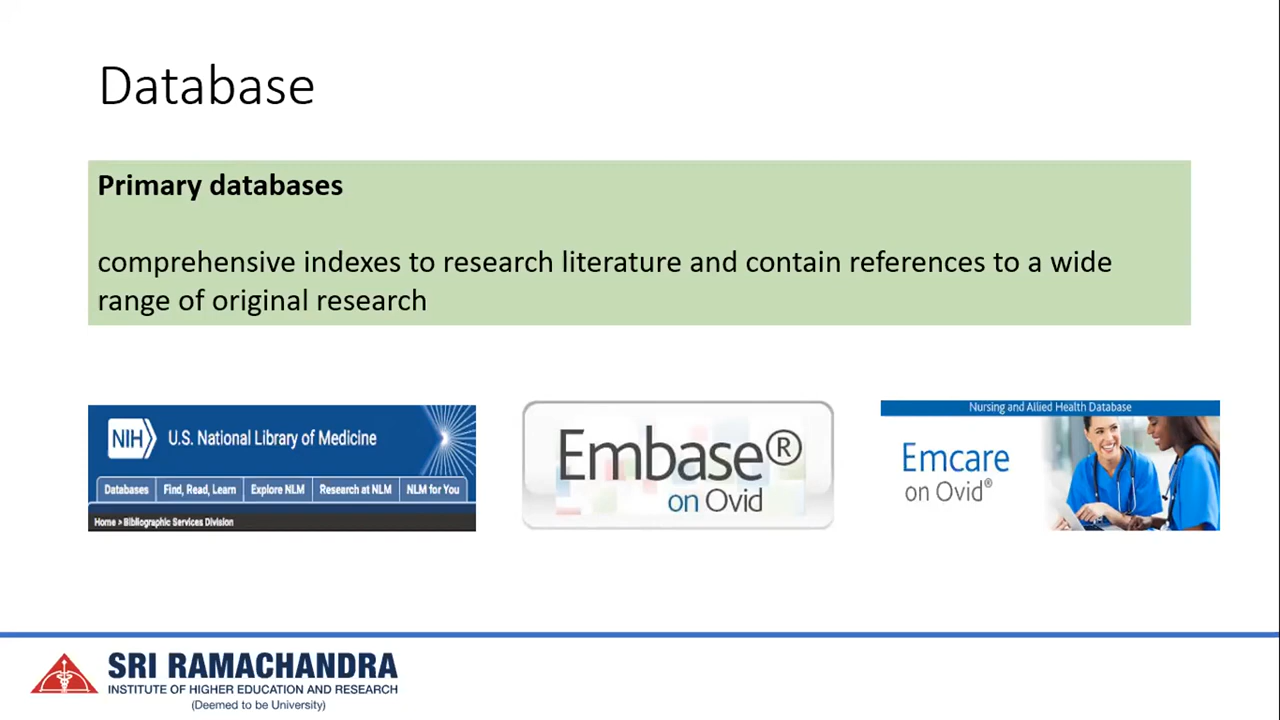 Database
Primary databases
comprehensive indexes to research literature and contain references to a wide
range of original research
NIH U.S. National Library of Medicine
Databases Find, Read, Learn Explore NLM Research at NLM NLM for You
Home > Bibliographic Services Division
Embase®
on Ovid
Nursing and Allied Health Database
Emcare
on Ovid®
SRI RAMACHANDRA
INSTITUTE OF HIGHER EDUCATION AND RESEARCH
(Deemed to be University)